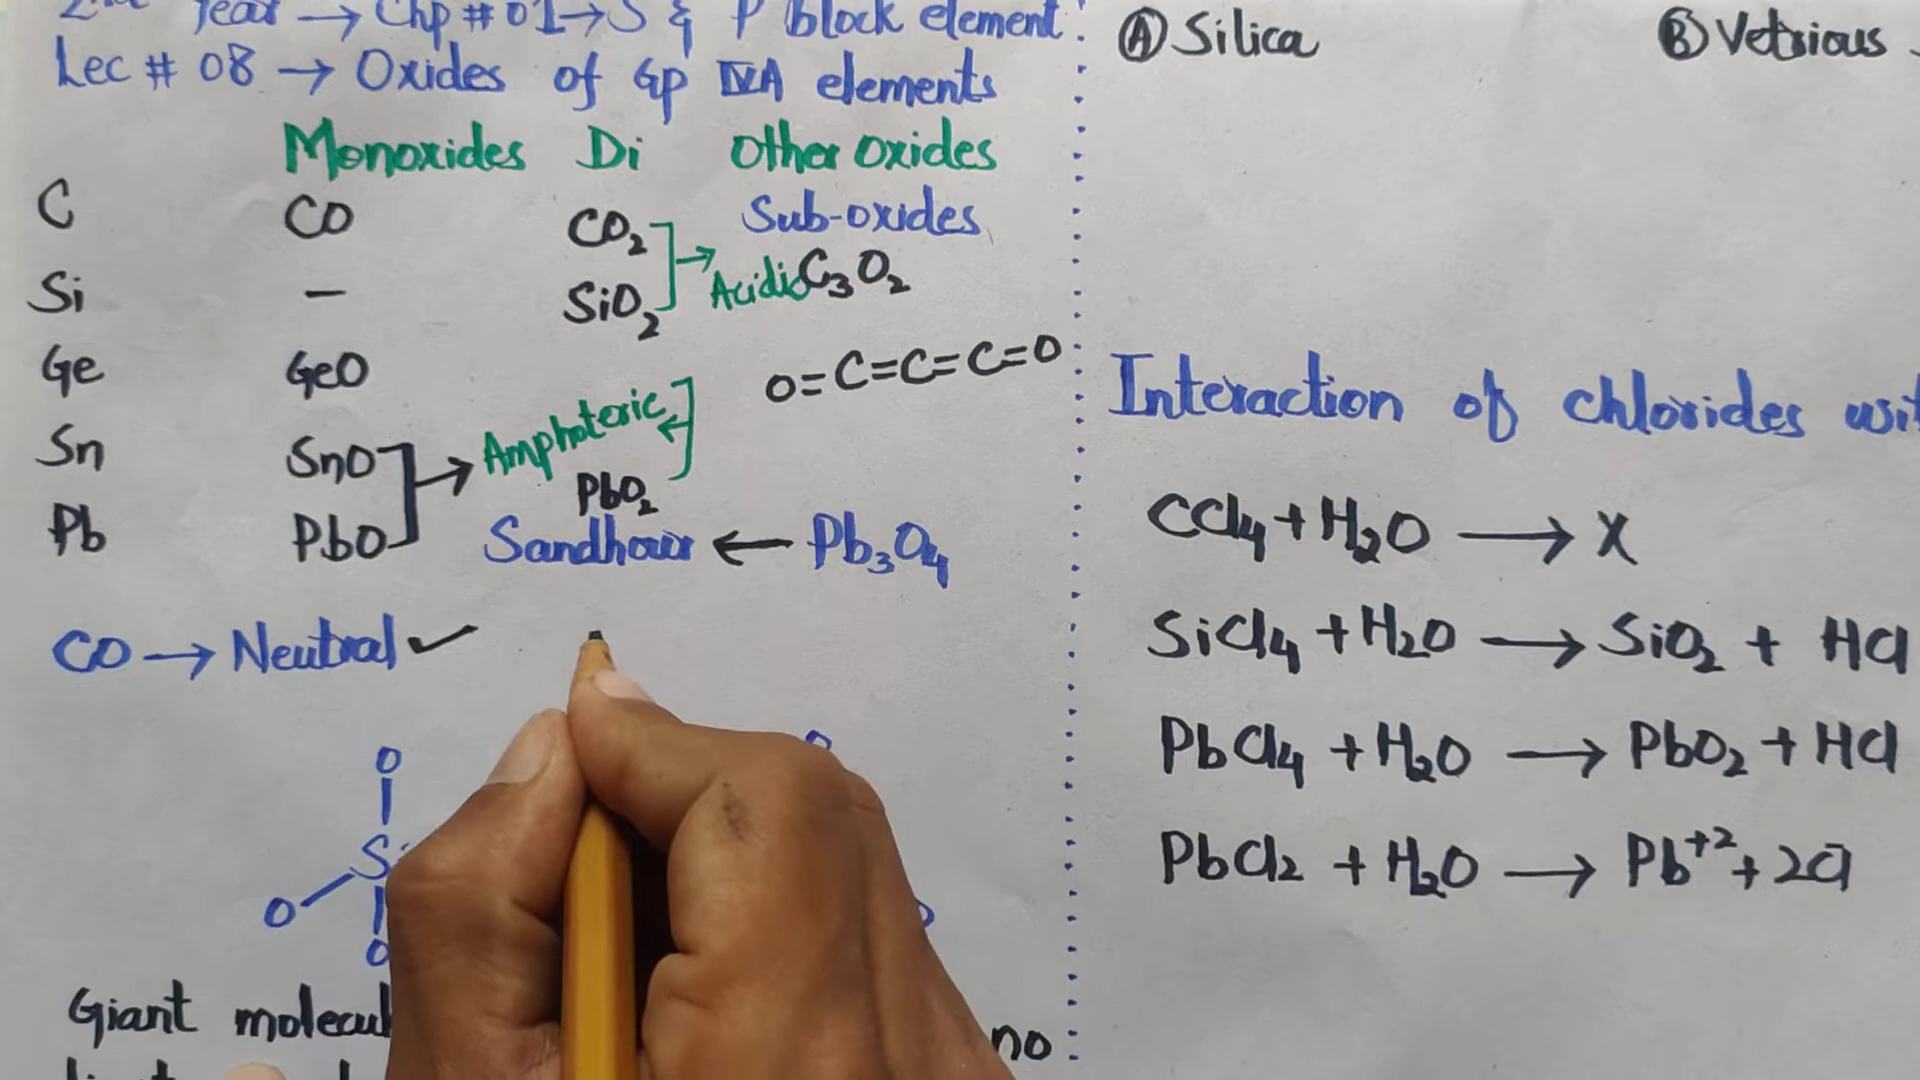 2nd Year → Chp # 01 → S & P block element
Lec # 08 → Oxides of Gp IVA elements
Monoxides Di Other oxides
C CO CO2 Sub-oxides
Si - SiO2 → Acidic C3O2
Ge GeO O=C=C=C=O
Sn SnO → Amphoteric
Pb PbO PbO2
Sandhoor ← Pb3O4
CO → Neutral ✓
O
Si
O
O
Giant molecul
no
Ⓐ Silica Ⓑ Vetrious
Interaction of chlorides wit
CCl4 + H2O → X
SiCl4 + H2O → SiO2 + HCl
PbCl4 + H2O → PbO2 + HCl
PbCl2 + H2O → Pb+2 + 2Cl